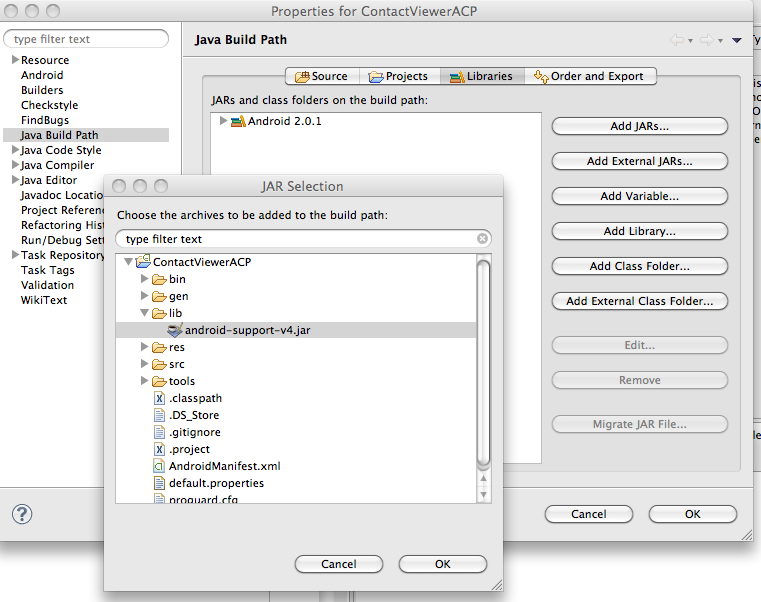 Properties for ContactViewerACP
type filter text
Resource
Android
Builders
Checkstyle
FindBugs
Java Build Path
Java Code Style
Java Compiler
Java Editor
Javadoc Locatio
Project Referen
Refactoring Hist
Run/Debug Sett
Task Repository
Task Tags
Validation
WikiText
Java Build Path
Source
Projects
Libraries
Order and Export
JARs and class folders on the build path:
Android 2.0.1
Add JARs...
Add External JARs...
Add Variable...
Add Library...
Add Class Folder...
Add External Class Folder...
Edit...
Remove
Migrate JAR File...
Cancel
OK
JAR Selection
Choose the archives to be added to the build path:
type filter text
ContactViewerACP
bin
gen
lib
android-support-v4.jar
res
src
tools
.classpath
.DS_Store
.gitignore
.project
AndroidManifest.xml
default.properties
proguard.cfg
Cancel
OK